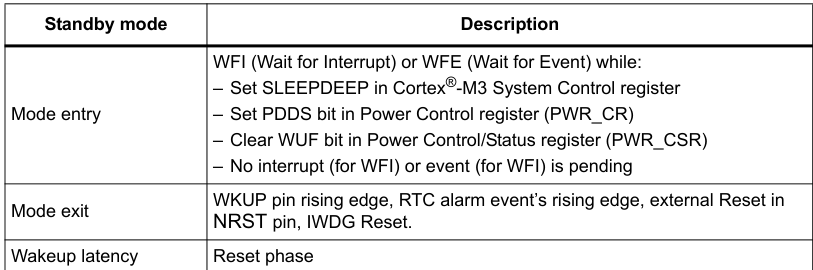 Standby mode
Description
Mode entry
WFI (Wait for Interrupt) or WFE (Wait for Event) while:
– Set SLEEPDEEP in Cortex®-M3 System Control register
– Set PDDS bit in Power Control register (PWR_CR)
– Clear WUF bit in Power Control/Status register (PWR_CSR)
– No interrupt (for WFI) or event (for WFI) is pending
Mode exit
WKUP pin rising edge, RTC alarm event’s rising edge, external Reset in
NRST pin, IWDG Reset.
Wakeup latency
Reset phase